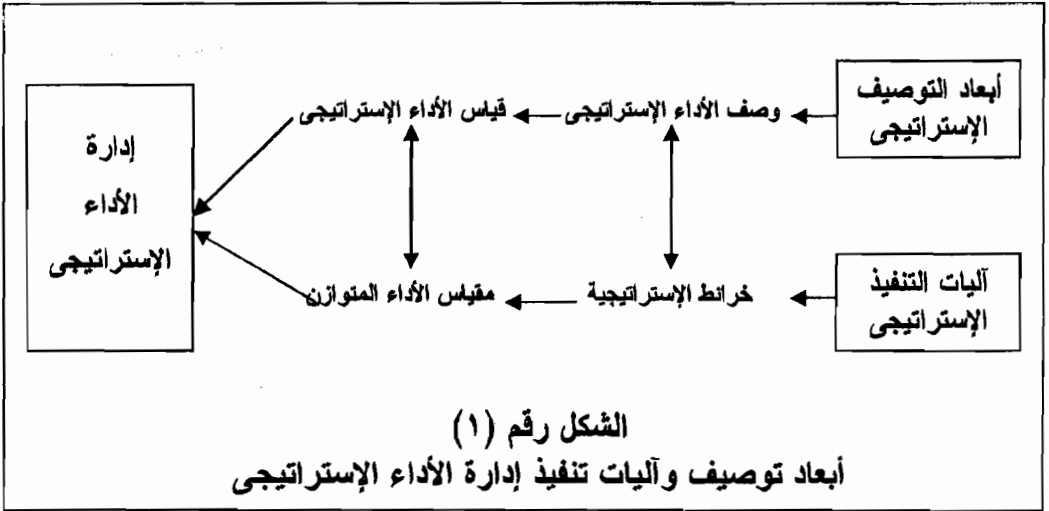 أبعاد التوصيف
الإستراتيجى
وصف الأداء الإستراتيجى
قياس الأداء الإستراتيجى
إدارة
الأداء
الإستراتيجى
آليات التنفيذ
الإستراتيجى
خرائط الإستراتيجية
مقياس الأداء المتوازن
الشكل رقم (١)
أبعاد توصيف وآليات تنفيذ إدارة الأداء الإستراتيجى